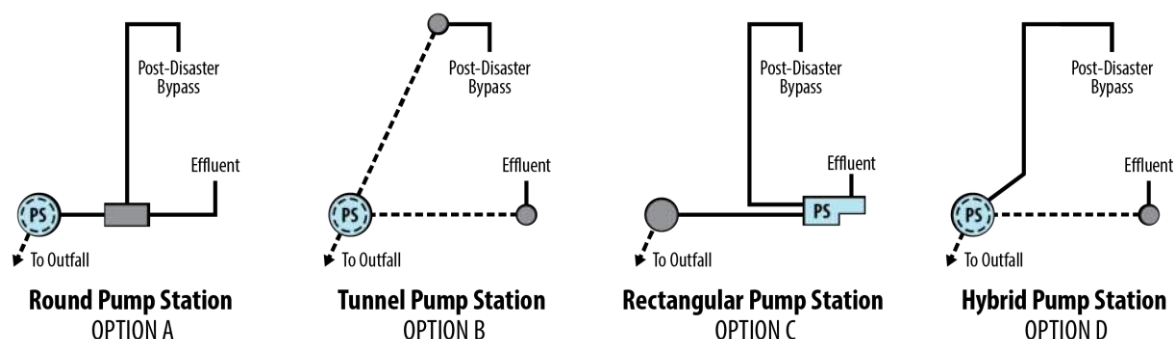 Post-Disaster
Bypass
Effluent
PS
To Outfall
Round Pump Station
OPTION A
Post-Disaster
Bypass
Effluent
PS
To Outfall
Tunnel Pump Station
OPTION B
Post-Disaster
Bypass
Effluent
PS
To Outfall
Rectangular Pump Station
OPTION C
Post-Disaster
Bypass
Effluent
PS
To Outfall
Hybrid Pump Station
OPTION D